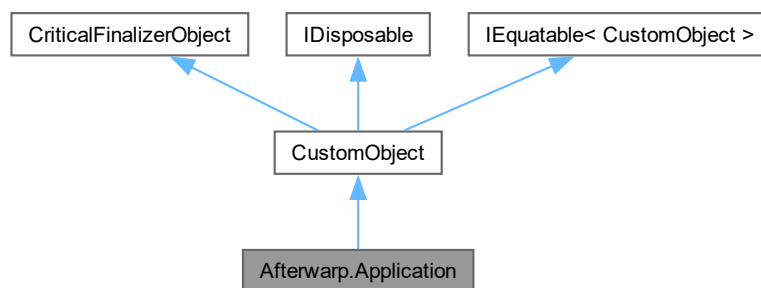 CriticalFinalizerObject
IDisposable
IEquatable< CustomObject >
CustomObject
Afterwarp.Application